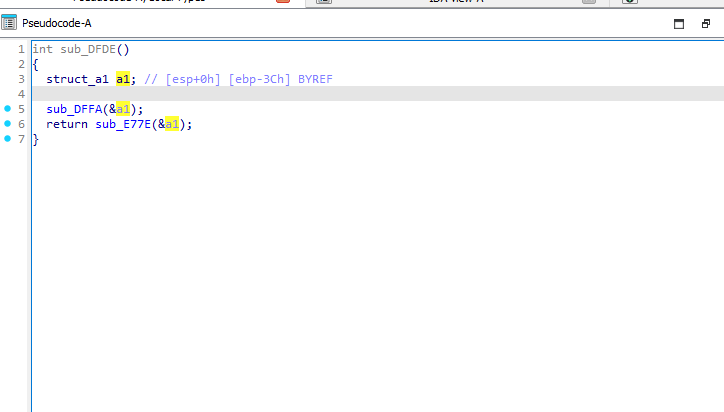 Pseudocode-A
1 int sub_DFDE()
2 {
3   struct_a1 a1; // [esp+0h] [ebp-3Ch] BYREF
4
5   sub_DFFA(&a1);
6   return sub_E77E(&a1);
7 }